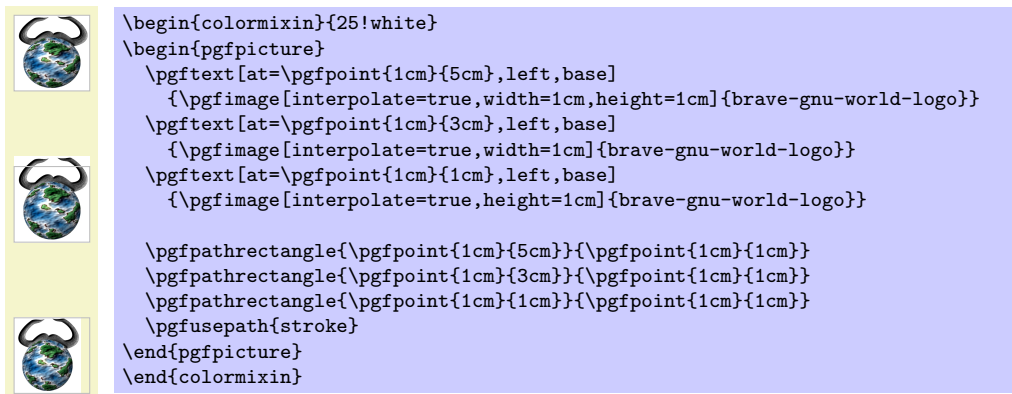 \begin{colormixin}{25!white}
\begin{pgfpicture}
  \pgftext[at=\pgfpoint{1cm}{5cm},left,base]
    {\pgfimage[interpolate=true,width=1cm,height=1cm]{brave-gnu-world-logo}}
  \pgftext[at=\pgfpoint{1cm}{3cm},left,base]
    {\pgfimage[interpolate=true,width=1cm]{brave-gnu-world-logo}}
  \pgftext[at=\pgfpoint{1cm}{1cm},left,base]
    {\pgfimage[interpolate=true,height=1cm]{brave-gnu-world-logo}}

  \pgfpathrectangle{\pgfpoint{1cm}{5cm}}{\pgfpoint{1cm}{1cm}}
  \pgfpathrectangle{\pgfpoint{1cm}{3cm}}{\pgfpoint{1cm}{1cm}}
  \pgfpathrectangle{\pgfpoint{1cm}{1cm}}{\pgfpoint{1cm}{1cm}}
  \pgfusepath{stroke}
\end{pgfpicture}
\end{colormixin}